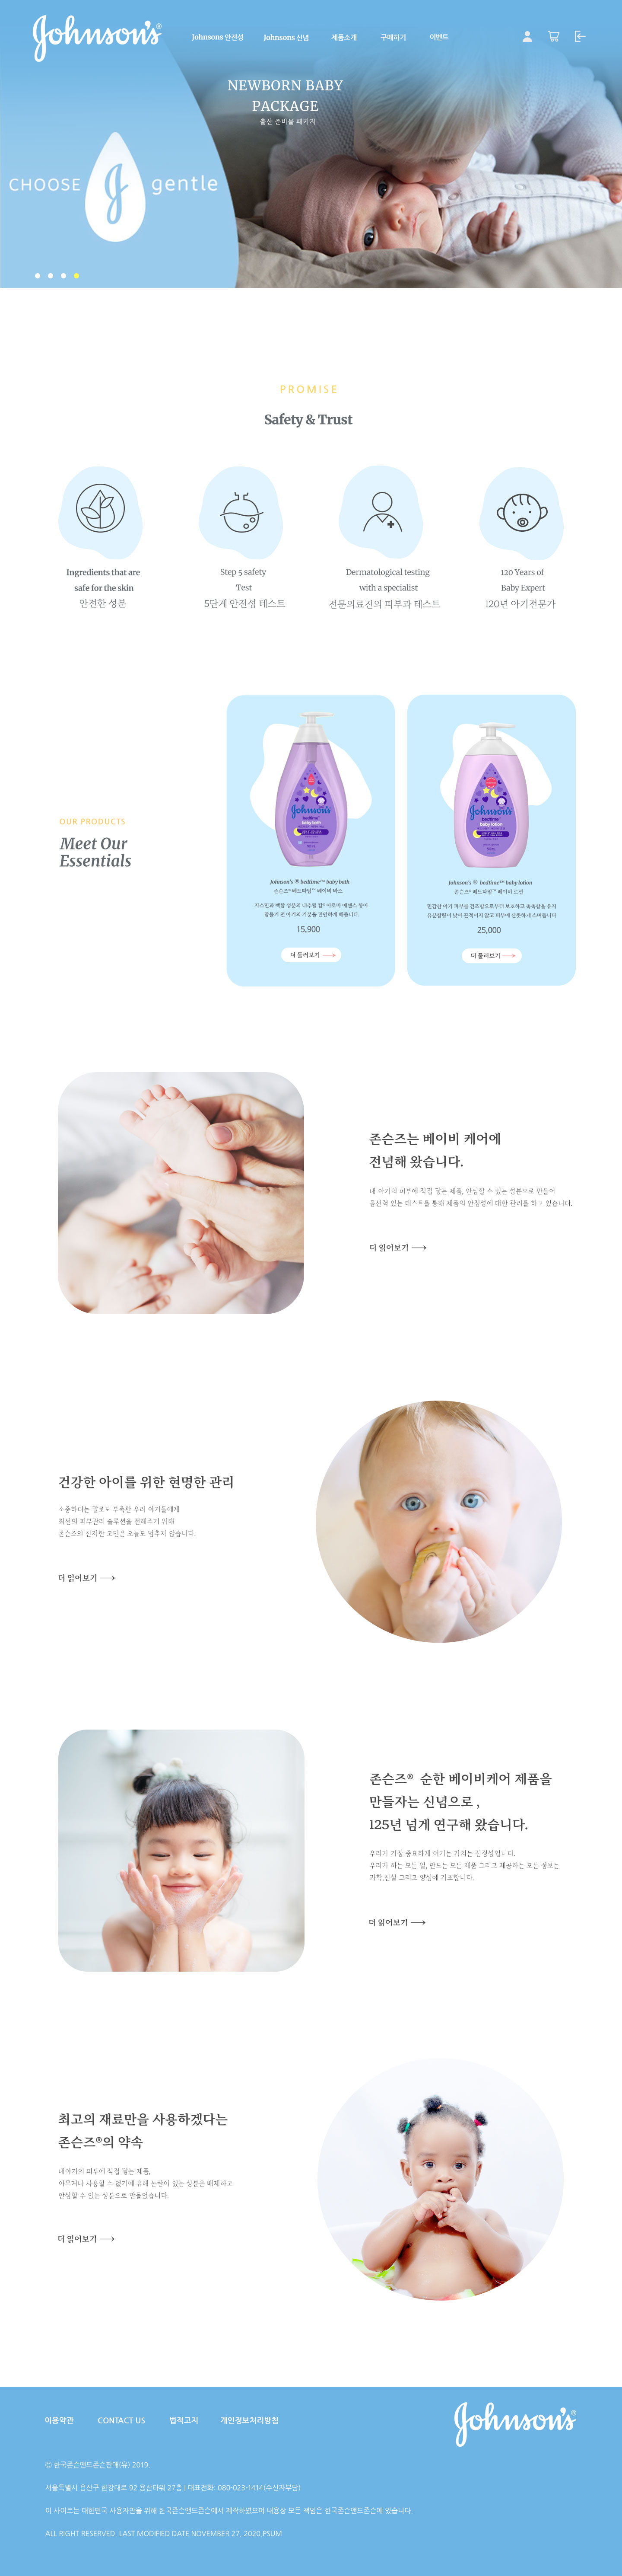 Johnson's®
Johnsons 안전성
Johnsons 신념
제품소개
구매하기
이벤트
NEWBORN BABY
PACKAGE
출산 준비물 패키지
CHOOSE J gentle
PROMISE
Safety & Trust
Ingredients that are
safe for the skin
안전한 성분
Step 5 safety
Test
5단계 안전성 테스트
Dermatological testing
with a specialist
전문의료진의 피부과 테스트
120 Years of
Baby Expert
120년 아기전문가
OUR PRODUCTS
Meet Our
Essentials
Johnson's
bedtime®
baby bath
Johnson's ® bedtime™ baby bath
존슨즈® 베드타임™ 베이비 바스
자스민과 백합 성분의 내추럴 캄® 아로마 에센스 향이
잠들기 전 아기의 기분을 편안하게 해줍니다.
15,900
더 둘러보기
Johnson's
bedtime®
baby lotion
Johnson's ® bedtime™ baby lotion
존슨즈® 베드타임™ 베이비 로션
민감한 아기 피부를 건조함으로부터 보호하고 촉촉함을 유지
유분함량이 낮아 끈적이지 않고 피부에 산뜻하게 스며듭니다
25,000
더 둘러보기
존슨즈는 베이비 케어에
전념해 왔습니다.
내 아기의 피부에 직접 닿는 제품, 안심할 수 있는 성분으로 만들어
공신력 있는 테스트를 통해 제품의 안정성에 대한 관리를 하고 있습니다.
더 읽어보기
건강한 아이를 위한 현명한 관리
소중하다는 말로도 부족한 우리 아기들에게
최선의 피부관리 솔루션을 전해주기 위해
존슨즈의 진지한 고민은 오늘도 멈추지 않습니다.
더 읽어보기
존슨즈® 순한 베이비케어 제품을
만들자는 신념으로 ,
125년 넘게 연구해 왔습니다.
우리가 가장 중요하게 여기는 가치는 진정성입니다.
우리가 하는 모든 일, 만드는 모든 제품 그리고 제공하는 모든 정보는
과학,진실 그리고 양심에 기초합니다.
더 읽어보기
최고의 재료만을 사용하겠다는
존슨즈®의 약속
내아기의 피부에 직접 닿는 제품,
아무거나 사용할 수 없기에 유해 논란이 있는 성분은 배제하고
안심할 수 있는 성분으로 만들었습니다.
더 읽어보기
이용약관
CONTACT US
법적고지
개인정보처리방침
Johnson's®
© 한국존슨앤드존슨판매(유) 2019.
서울특별시 용산구 한강대로 92 용산타워 27층 | 대표전화: 080-023-1414(수신자부담)
이 사이트는 대한민국 사용자만을 위해 한국존슨앤드존슨에서 제작하였으며 내용상 모든 책임은 한국존슨앤드존슨에 있습니다.
ALL RIGHT RESERVED. LAST MODIFIED DATE NOVEMBER 27, 2020.PSUM